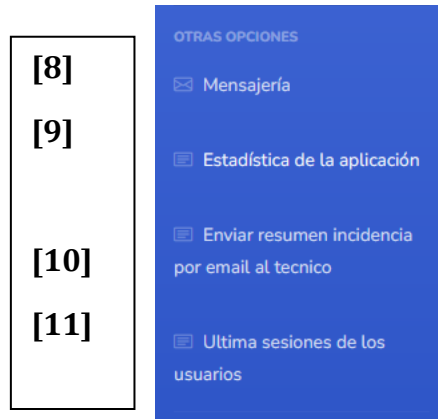 [8]
[9]
[10]
[11]
OTRAS OPCIONES
Mensajería
Estadística de la aplicación
Enviar resumen incidencia
por email al tecnico
Ultima sesiones de los
usuarios